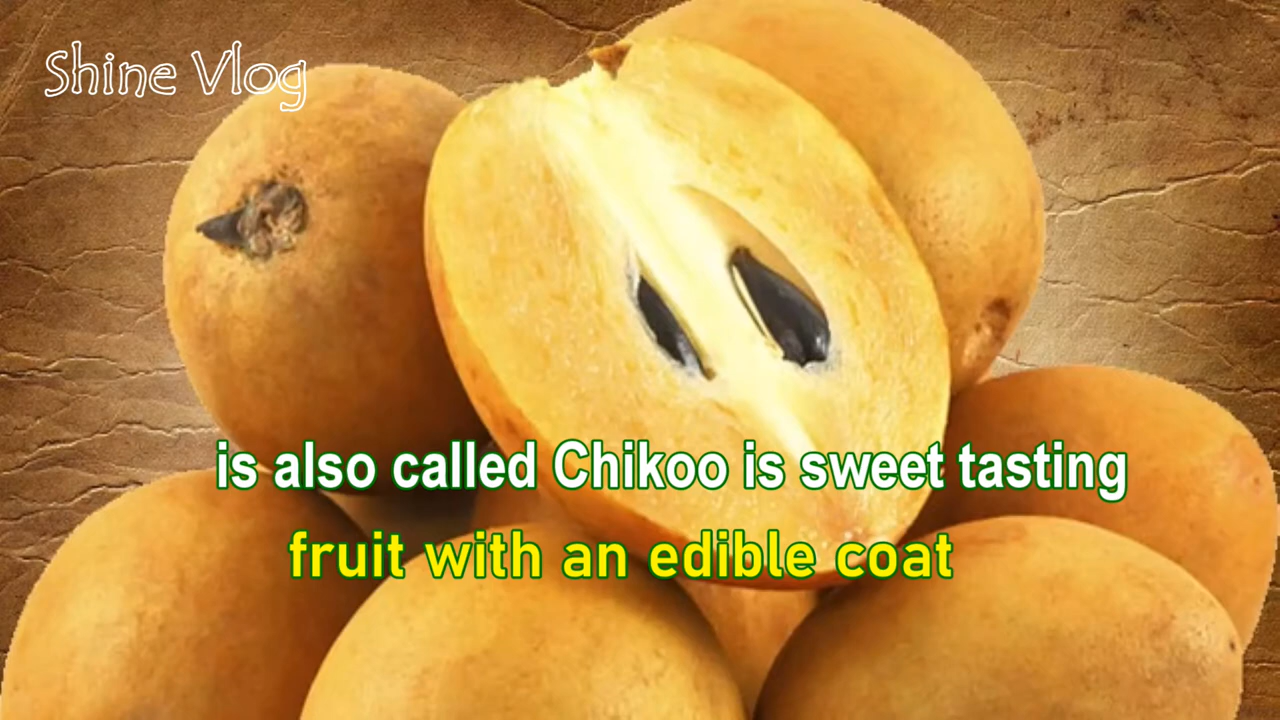 Shine Vlog
is also called Chikoo is sweet tasting
fruit with an edible coat